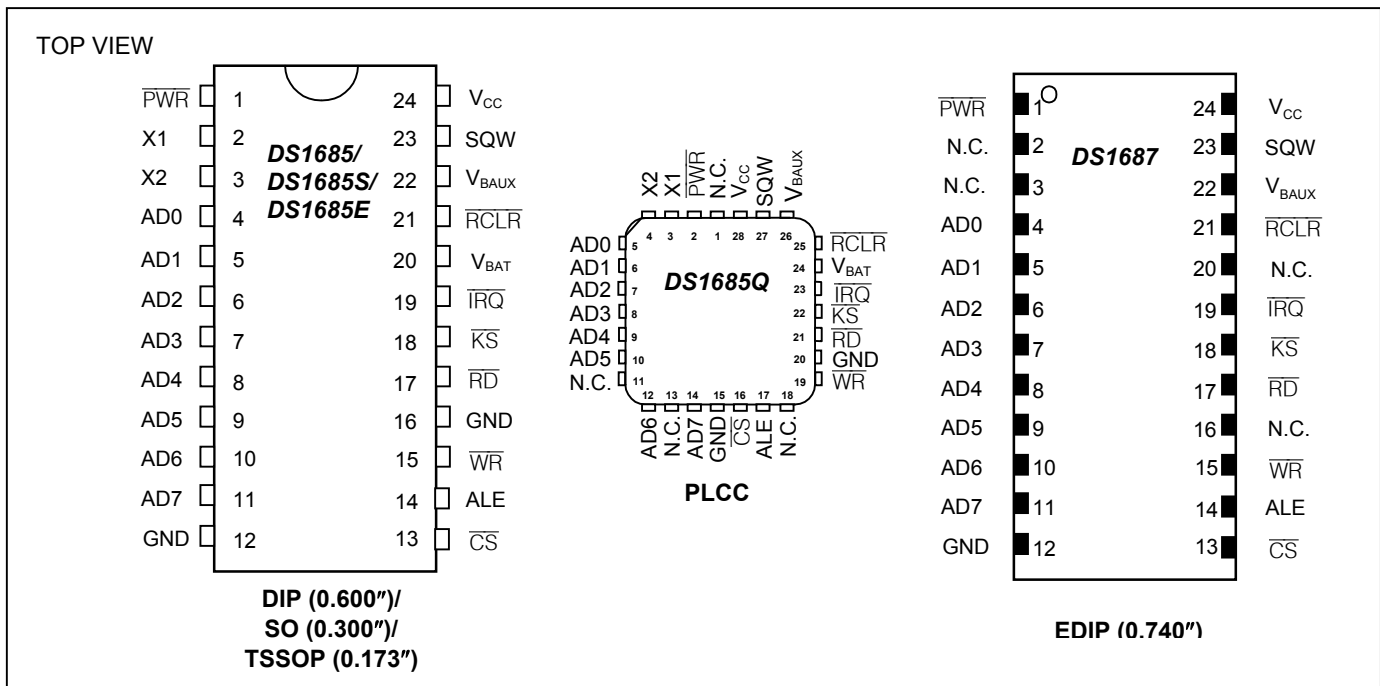 TOP VIEW
PWR 1 24 VCC
X1 2 23 SQW
X2 3 22 VBAUX
AD0 4 21 RCLR
AD1 5 20 VBAT
AD2 6 19 IRQ
AD3 7 18 KS
AD4 8 17 RD
AD5 9 16 GND
AD6 10 15 WR
AD7 11 14 ALE
GND 12 13 CS
DS1685/
DS1685S/
DS1685E
DIP (0.600″)/
SO (0.300″)/
TSSOP (0.173″)
X2 X1 PWR N.C. VCC SQW VBAUX
4 3 2 1 28 27 26
AD0 5 25 RCLR
AD1 6 24 VBAT
AD2 7 23 IRQ
AD3 8 22 KS
AD4 9 21 RD
AD5 10 20 GND
N.C. 11 19 WR
DS1685Q
12 13 14 15 16 17 18
AD6 N.C. AD7 GND CS ALE N.C.
PLCC
PWR 1 24 VCC
N.C. 2 23 SQW
N.C. 3 22 VBAUX
AD0 4 21 RCLR
AD1 5 20 N.C.
AD2 6 19 IRQ
AD3 7 18 KS
AD4 8 17 RD
AD5 9 16 N.C.
AD6 10 15 WR
AD7 11 14 ALE
GND 12 13 CS
DS1687
EDIP (0.740″)